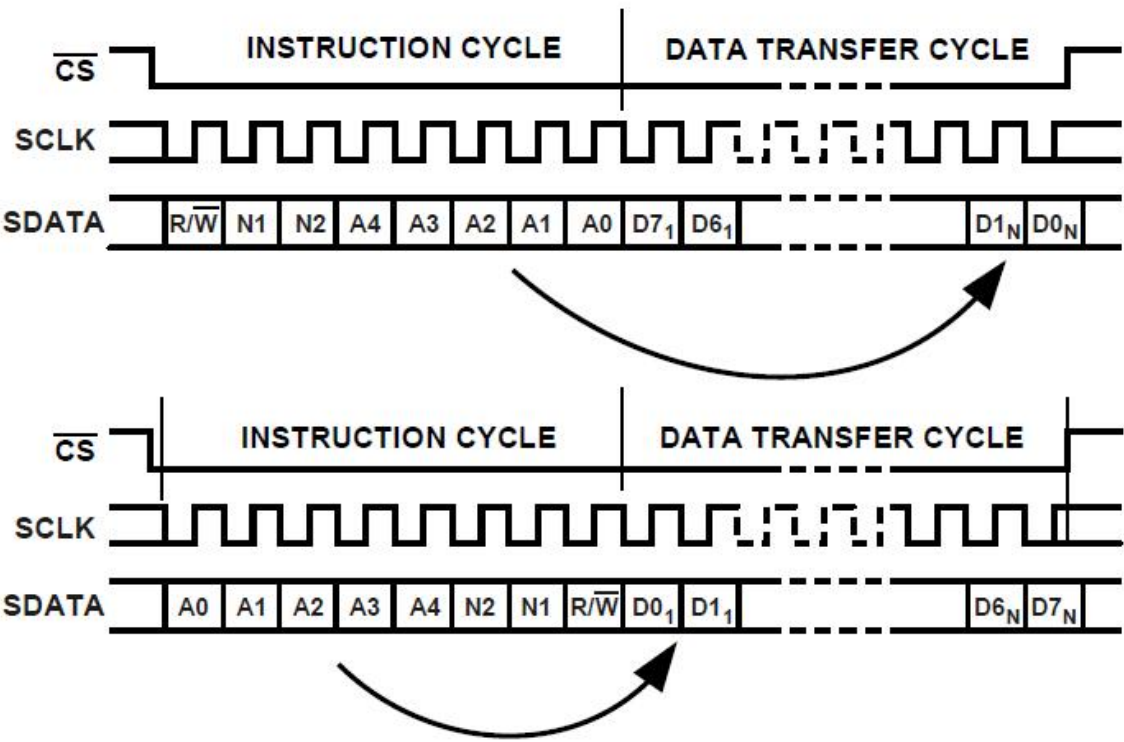 INSTRUCTION CYCLE DATA TRANSFER CYCLE
CS
SCLK
SDATA R/W N1 N2 A4 A3 A2 A1 A0 D7₁ D6₁ D1N D0N
INSTRUCTION CYCLE DATA TRANSFER CYCLE
CS
SCLK
SDATA A0 A1 A2 A3 A4 N2 N1 R/W D0₁ D1₁ D6N D7N